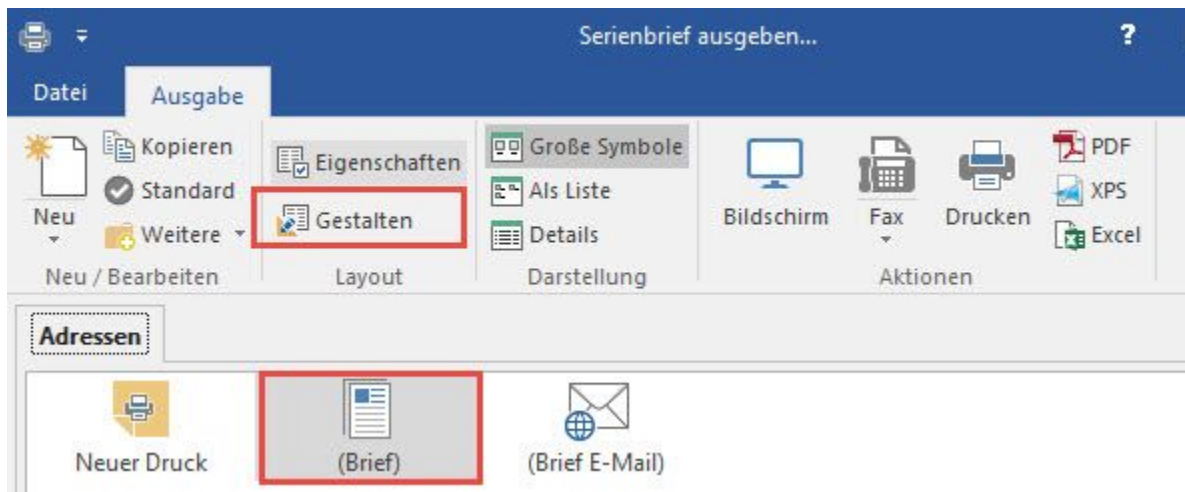 Serienbrief ausgeben... ?
Datei Ausgabe
Neu
Kopieren
Standard
Weitere
Neu / Bearbeiten
Eigenschaften
Gestalten
Layout
Große Symbole
Als Liste
Details
Darstellung
Bildschirm
Fax
Drucken
PDF
XPS
Excel
Aktionen
Adressen
Neuer Druck
(Brief)
(Brief E-Mail)